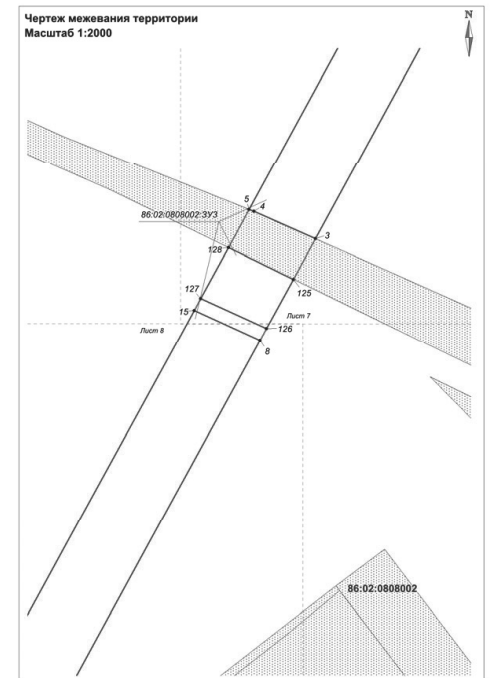 Чертеж межевания территории
Масштаб 1:2000
N
5
4
86:02:0808002:ЗУ3
3
128
125
127
15
Лист 7
126
Лист 8
8
86:02:0808002